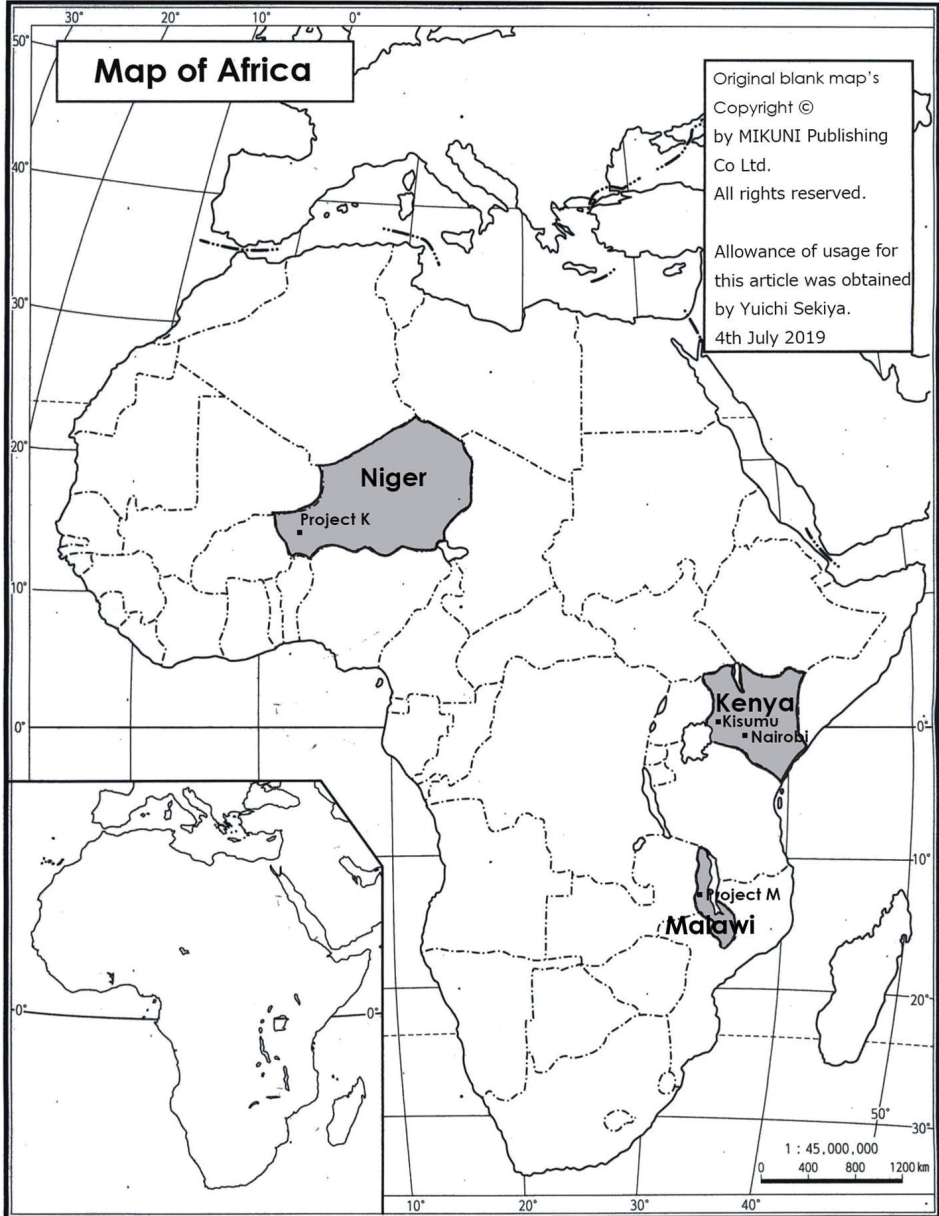 30° 20° 10° 0°
50°
Map of Africa
Original blank map's
Copyright ©
by MIKUNI Publishing
Co Ltd.
All rights reserved.
Allowance of usage for
this article was obtained
by Yuichi Sekiya.
4th July 2019
40°
30°
20°
Niger
Project K
10°
Kenya
Kisumu
Nairobi
0° 0°
10°
Project M
Malawi
20°
0° 0°
50°
30°
1 : 45,000,000
0 400 800 1200 km
10° 20° 30° 40°